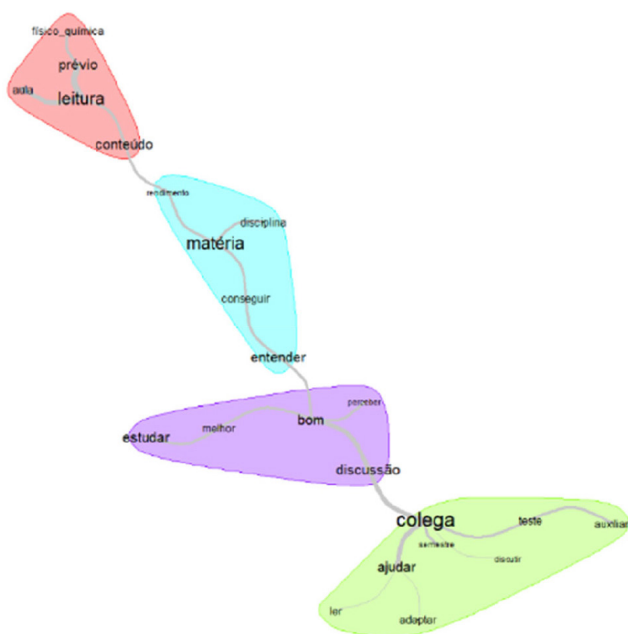 físico_química
prévio
aula
leitura
conteúdo
rendimento
disciplina
matéria
conseguir
entender
perceber
bom
melhor
estudar
discussão
colega
teste
auxiliar
semestre
discutir
ajudar
ler
adaptar